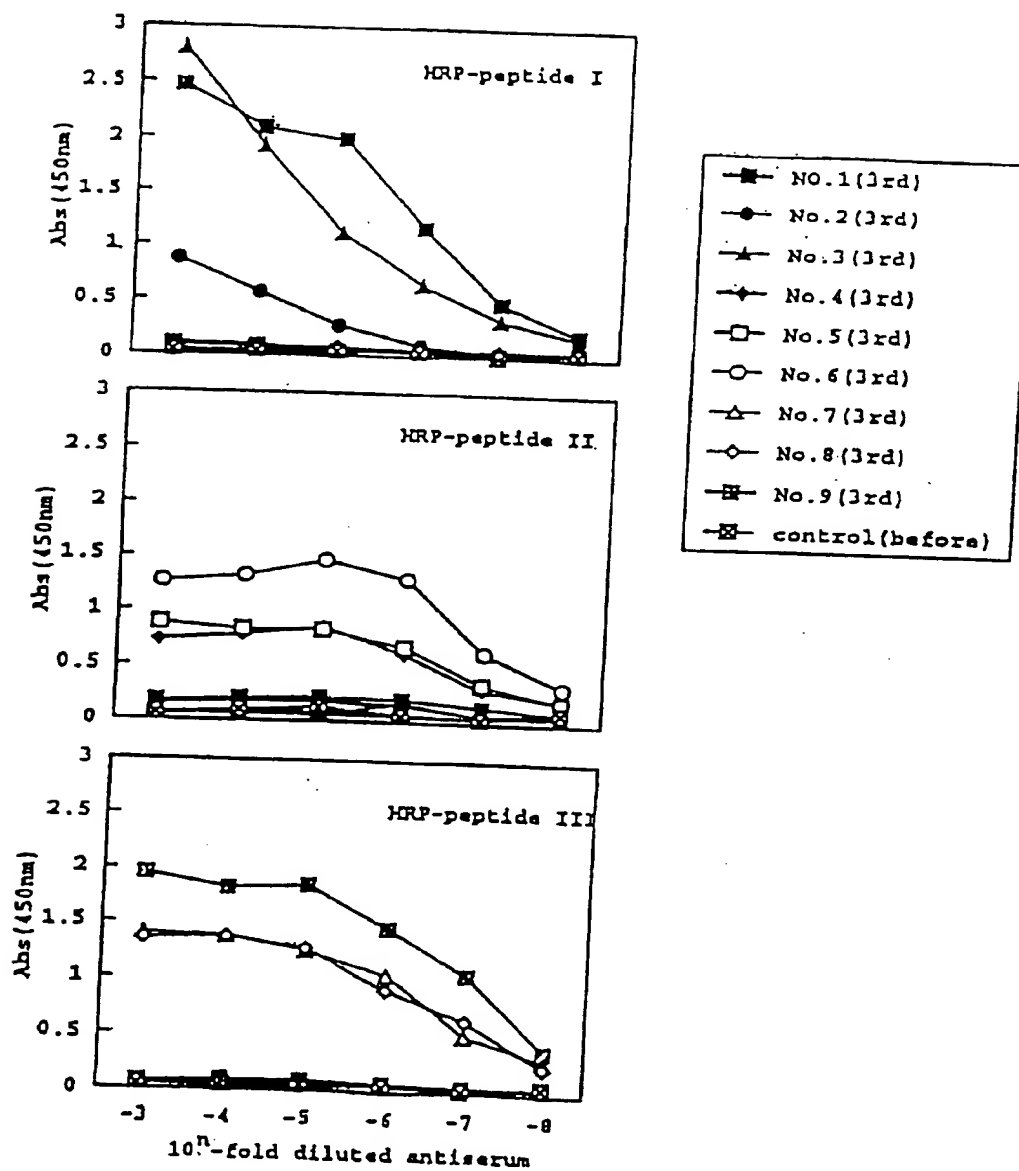 3
2.5
2
1.5
1
0.5
0
Abs(450nm)
HRP-peptide I
NO.1(3rd)
No.2(3rd)
No.3(3rd)
No.4(3rd)
No.5(3rd)
No.6(3rd)
No.7(3rd)
No.8(3rd)
No.9(3rd)
control(before)
3
2.5
2
1.5
1
0.5
0
Abs(450nm)
HRP-peptide II
3
2.5
2
1.5
1
0.5
0
Abs(450nm)
HRP-peptide III
-3 -4 -5 -6 -7 -8
10ⁿ-fold diluted antiserum